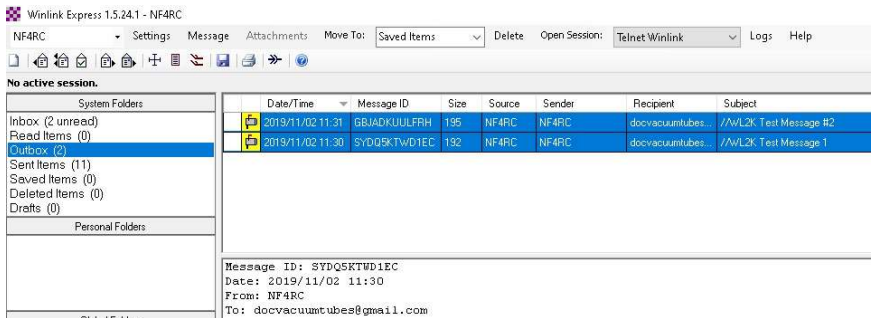 Winlink Express 1.5.24.1 - NF4RC
NF4RC Settings Message Attachments Move To: Saved Items Delete Open Session: Telnet Winlink Logs Help
No active session.
System Folders
Inbox (2 unread)
Read Items (0)
Outbox (2)
Sent Items (11)
Saved Items (0)
Deleted Items (0)
Drafts (0)
Personal Folders
Date/Time Message ID Size Source Sender Recipient Subject
2019/11/02 11:31 GBJADKUULFRH 195 NF4RC NF4RC docvacuumtubes... //WL2K Test Message #2
2019/11/02 11:30 SYDQ5KTWD1EC 192 NF4RC NF4RC docvacuumtubes... //WL2K Test Message 1
Message ID: SYDQ5KTWD1EC
Date: 2019/11/02 11:30
From: NF4RC
To: docvacuumtubes@gmail.com